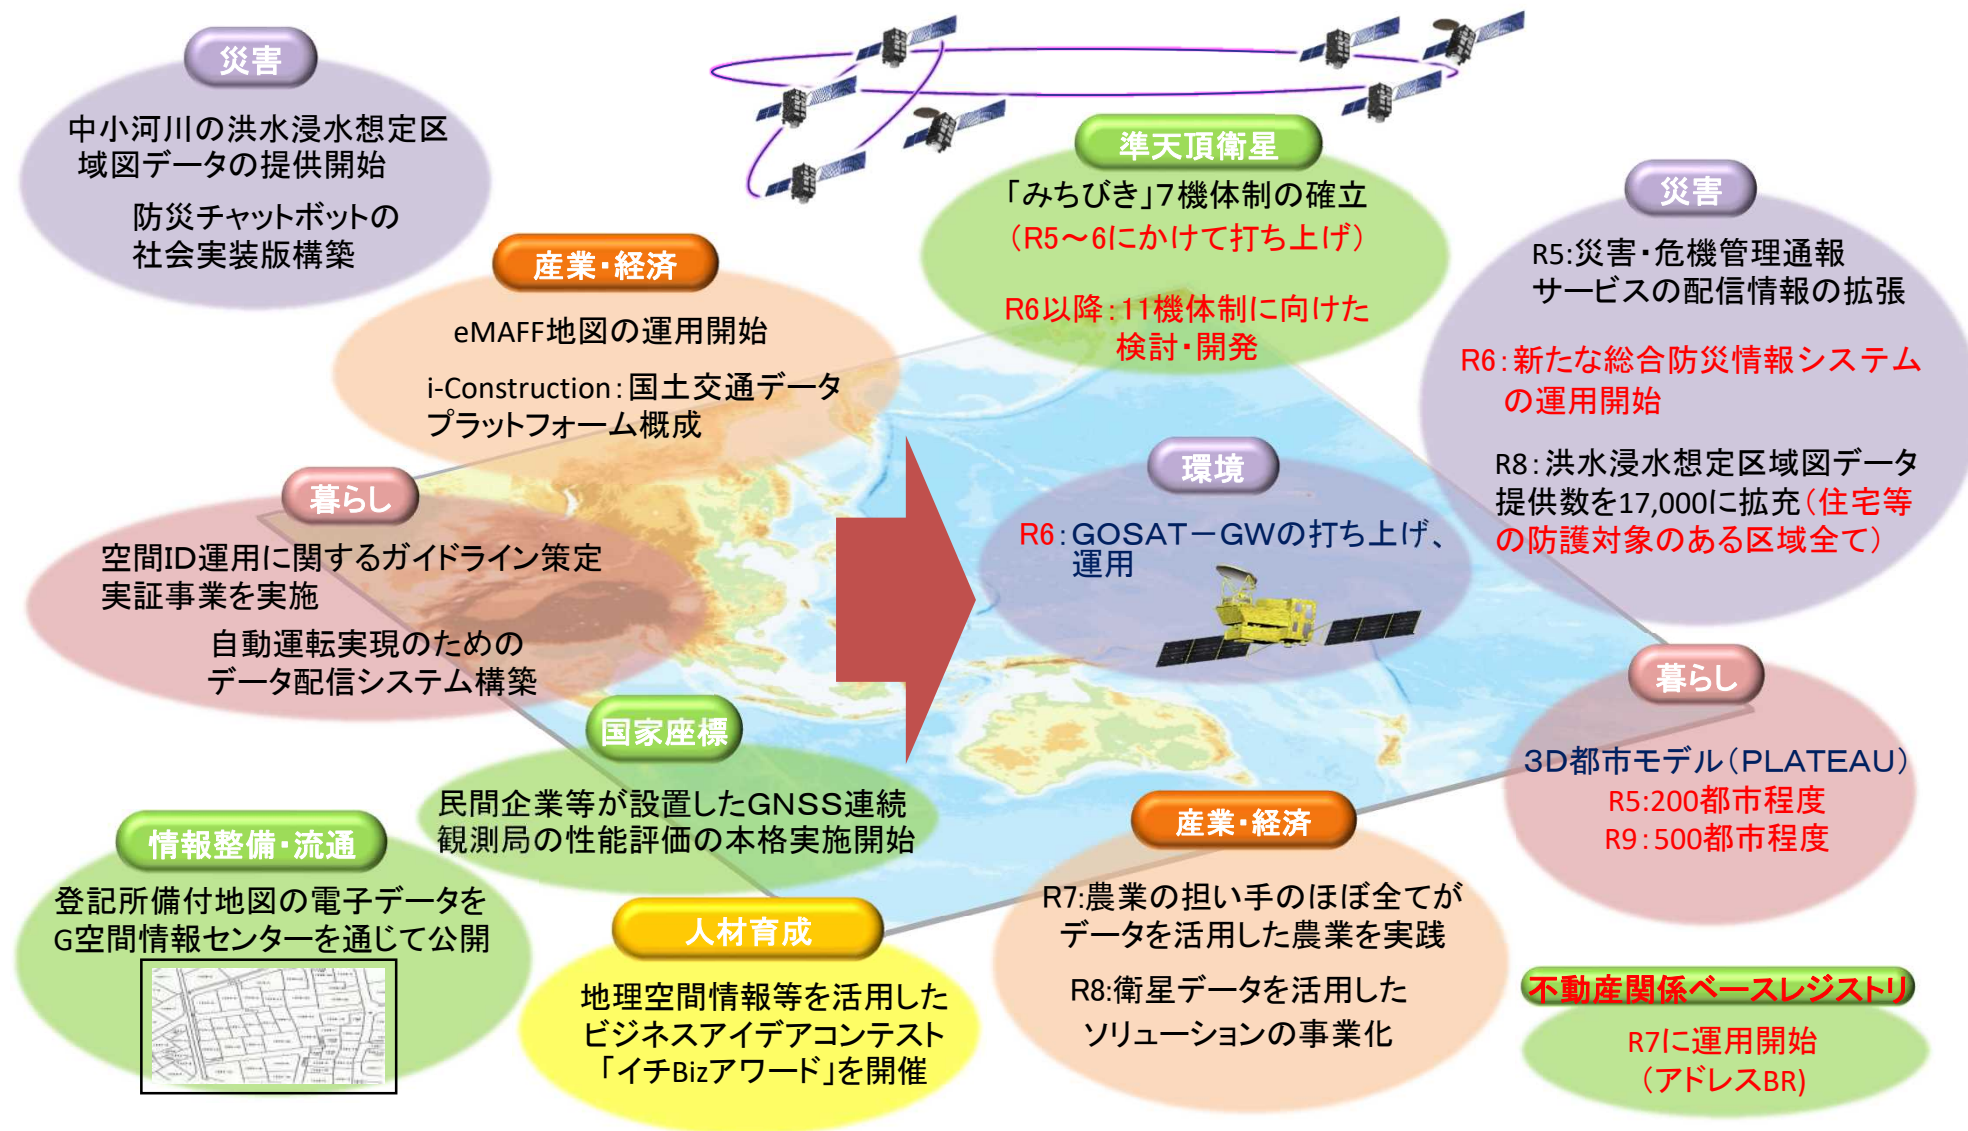 災害
中小河川の洪水浸水想定区
域図データの提供開始
防災チャットボットの
社会実装版構築
産業・経済
eMAFF地図の運用開始
i-Construction：国土交通データ
プラットフォーム概成
暮らし
空間ID運用に関するガイドライン策定
実証事業を実施
自動運転実現のための
データ配信システム構築
国家座標
民間企業等が設置したGNSS連続
観測局の性能評価の本格実施開始
情報整備・流通
登記所備付地図の電子データを
G空間情報センターを通じて公開
人材育成
地理空間情報等を活用した
ビジネスアイデアコンテスト
「イチBizアワード」を開催
準天頂衛星
「みちびき」7機体制の確立
（R5～6にかけて打ち上げ）
R6以降：11機体制に向けた
検討・開発
環境
R6：GOSAT－GWの打ち上げ、
運用
災害
R5:災害・危機管理通報
サービスの配信情報の拡張
R6：新たな総合防災情報システム
の運用開始
R8：洪水浸水想定区域図データ
提供数を17,000に拡充（住宅等
の防護対象のある区域全て）
暮らし
3D都市モデル（PLATEAU）
R5:200都市程度
R9：500都市程度
産業・経済
R7:農業の担い手のほぼ全てが
データを活用した農業を実践
R8:衛星データを活用した
ソリューションの事業化
不動産関係ベースレジストリ
R7に運用開始
（アドレスBR)